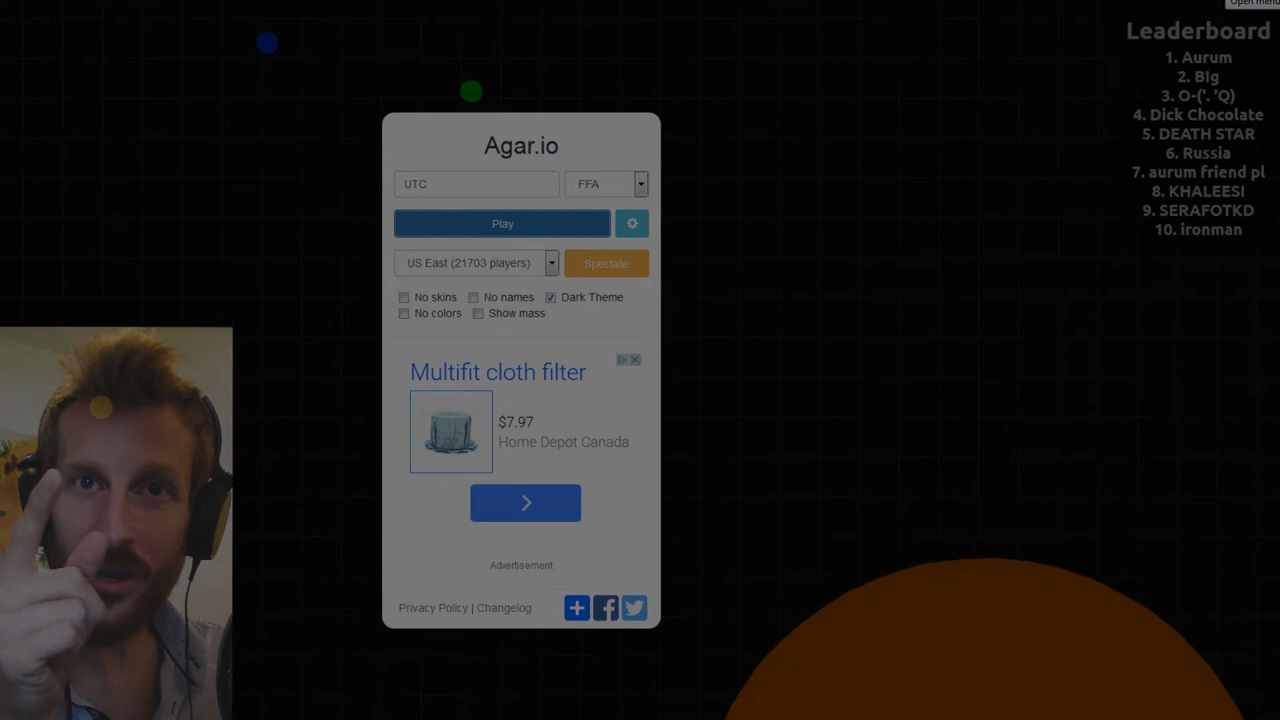 Open menu
Leaderboard
1. Aurum
2. BIg
3. O-('. 'Q)
4. Dick Chocolate
5. DEATH STAR
6. Russia
7. aurum friend pl
8. KHALEESI
9. SERAFOTKD
10. ironman
Agar.io
UTC FFA
Play
US East (21703 players) Spectate
No skins No names Dark Theme
No colors Show mass
Multifit cloth filter
$7.97
Home Depot Canada
Advertisement
Privacy Policy | Changelog